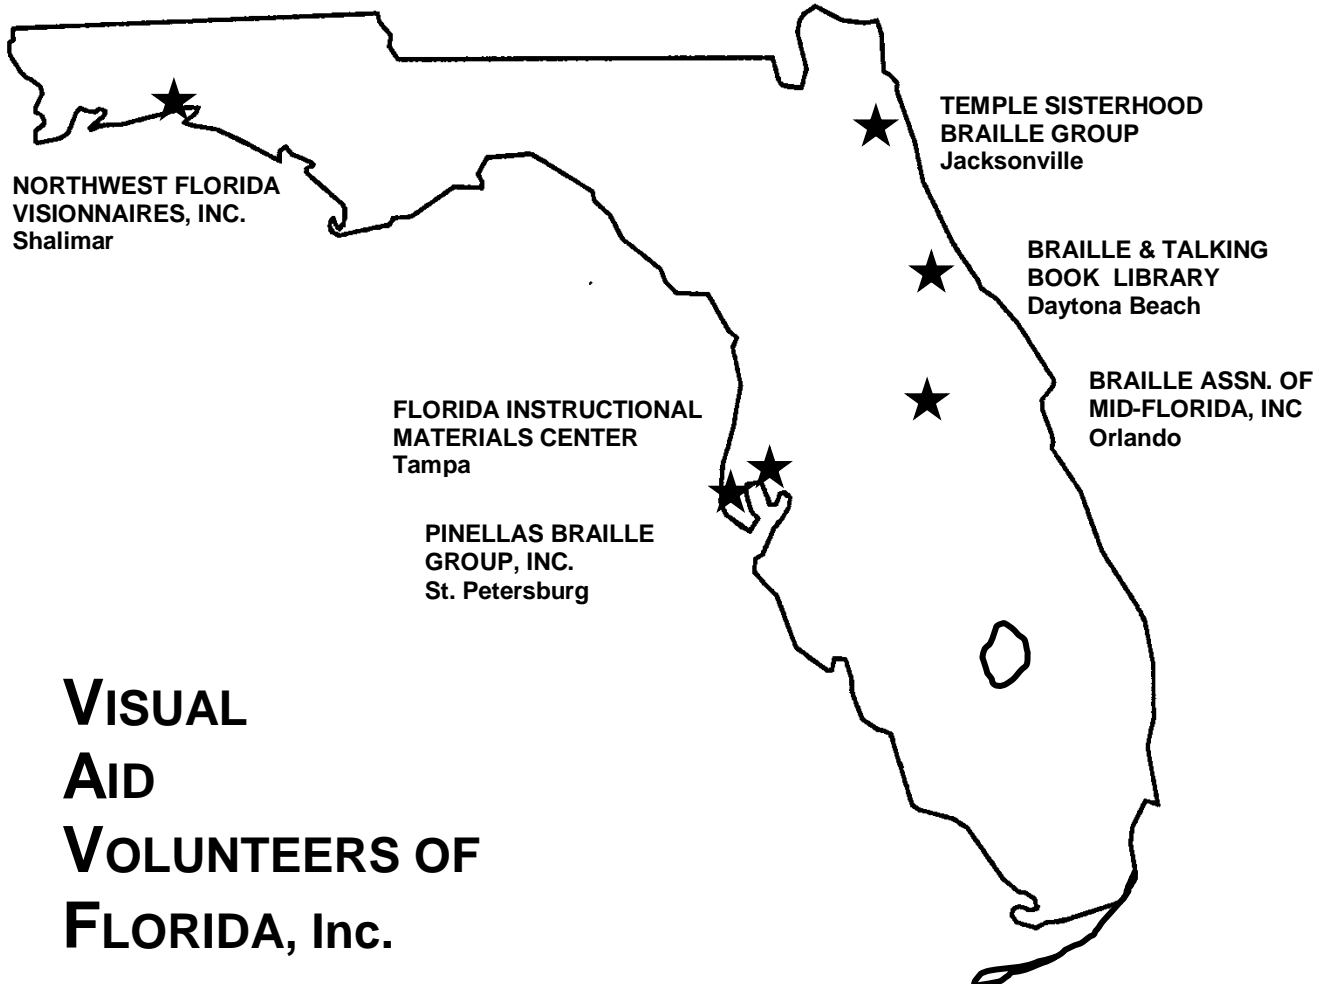 TEMPLE SISTERHOOD
BRAILLE GROUP
Jacksonville
NORTHWEST FLORIDA
VISIONNAIRES, INC.
Shalimar
BRAILLE & TALKING
BOOK LIBRARY
Daytona Beach
BRAILLE ASSN. OF
MID-FLORIDA, INC
Orlando
FLORIDA INSTRUCTIONAL
MATERIALS CENTER
Tampa
PINELLAS BRAILLE
GROUP, INC.
St. Petersburg
VISUAL
AID
VOLUNTEERS OF
FLORIDA, Inc.